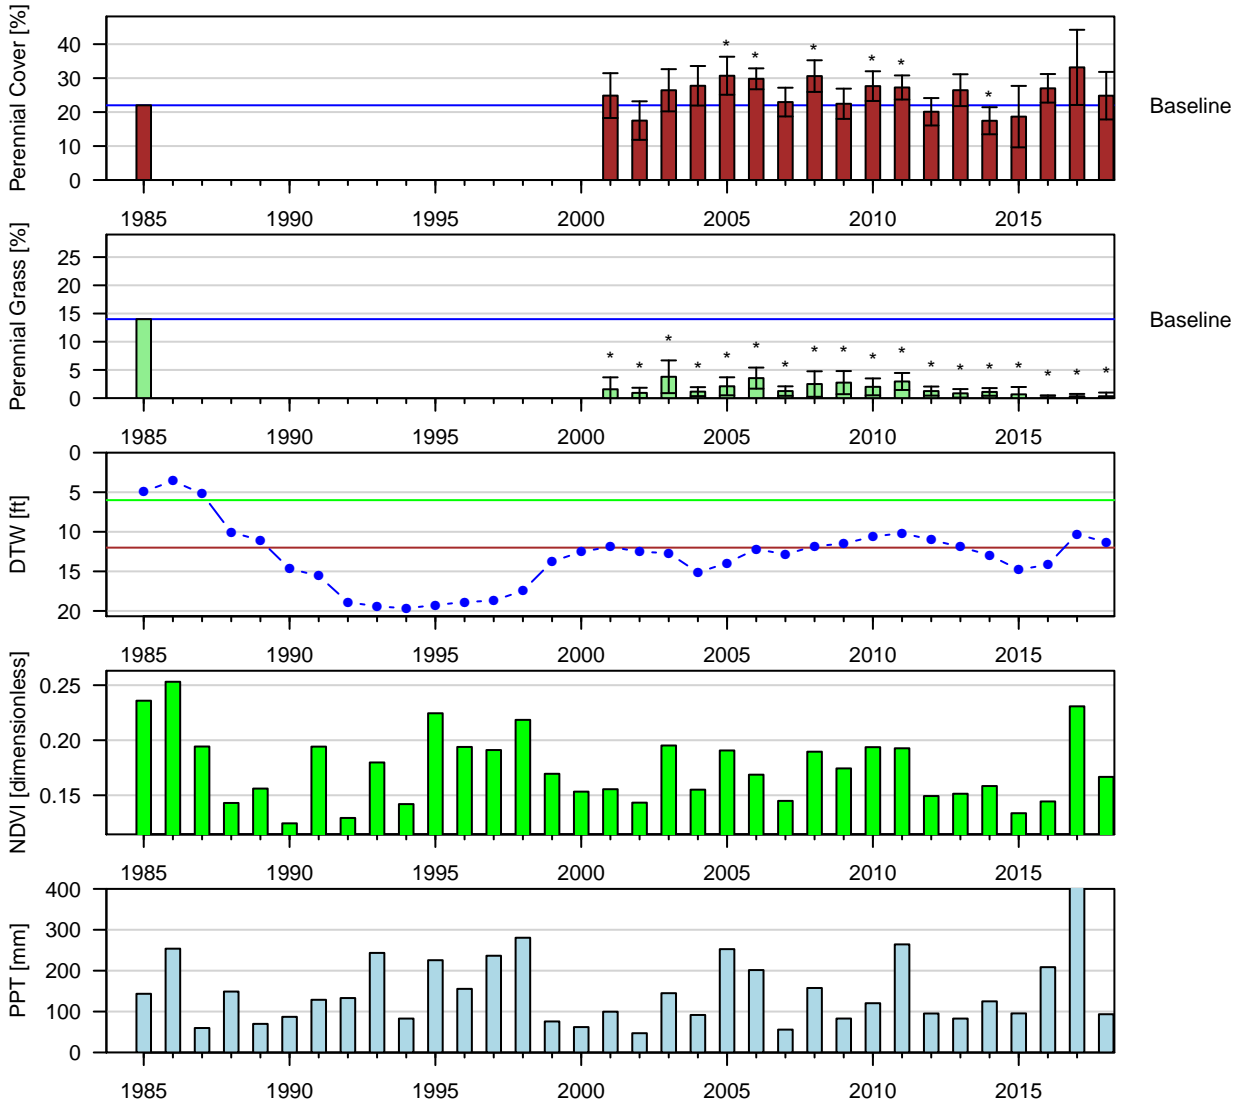 Perennial Cover [%]
40
30
20
10
0
* * * * * *
Baseline
1985 1990 1995 2000 2005 2010 2015
Perennial Grass [%]
25
20
15
10
5
0
* * * * * * * * * * * * * * * * * *
Baseline
1985 1990 1995 2000 2005 2010 2015
DTW [ft]
0
5
10
15
20
1985 1990 1995 2000 2005 2010 2015
NDVI [dimensionless]
0.25
0.20
0.15
1985 1990 1995 2000 2005 2010 2015
PPT [mm]
400
300
200
100
0
1985 1990 1995 2000 2005 2010 2015